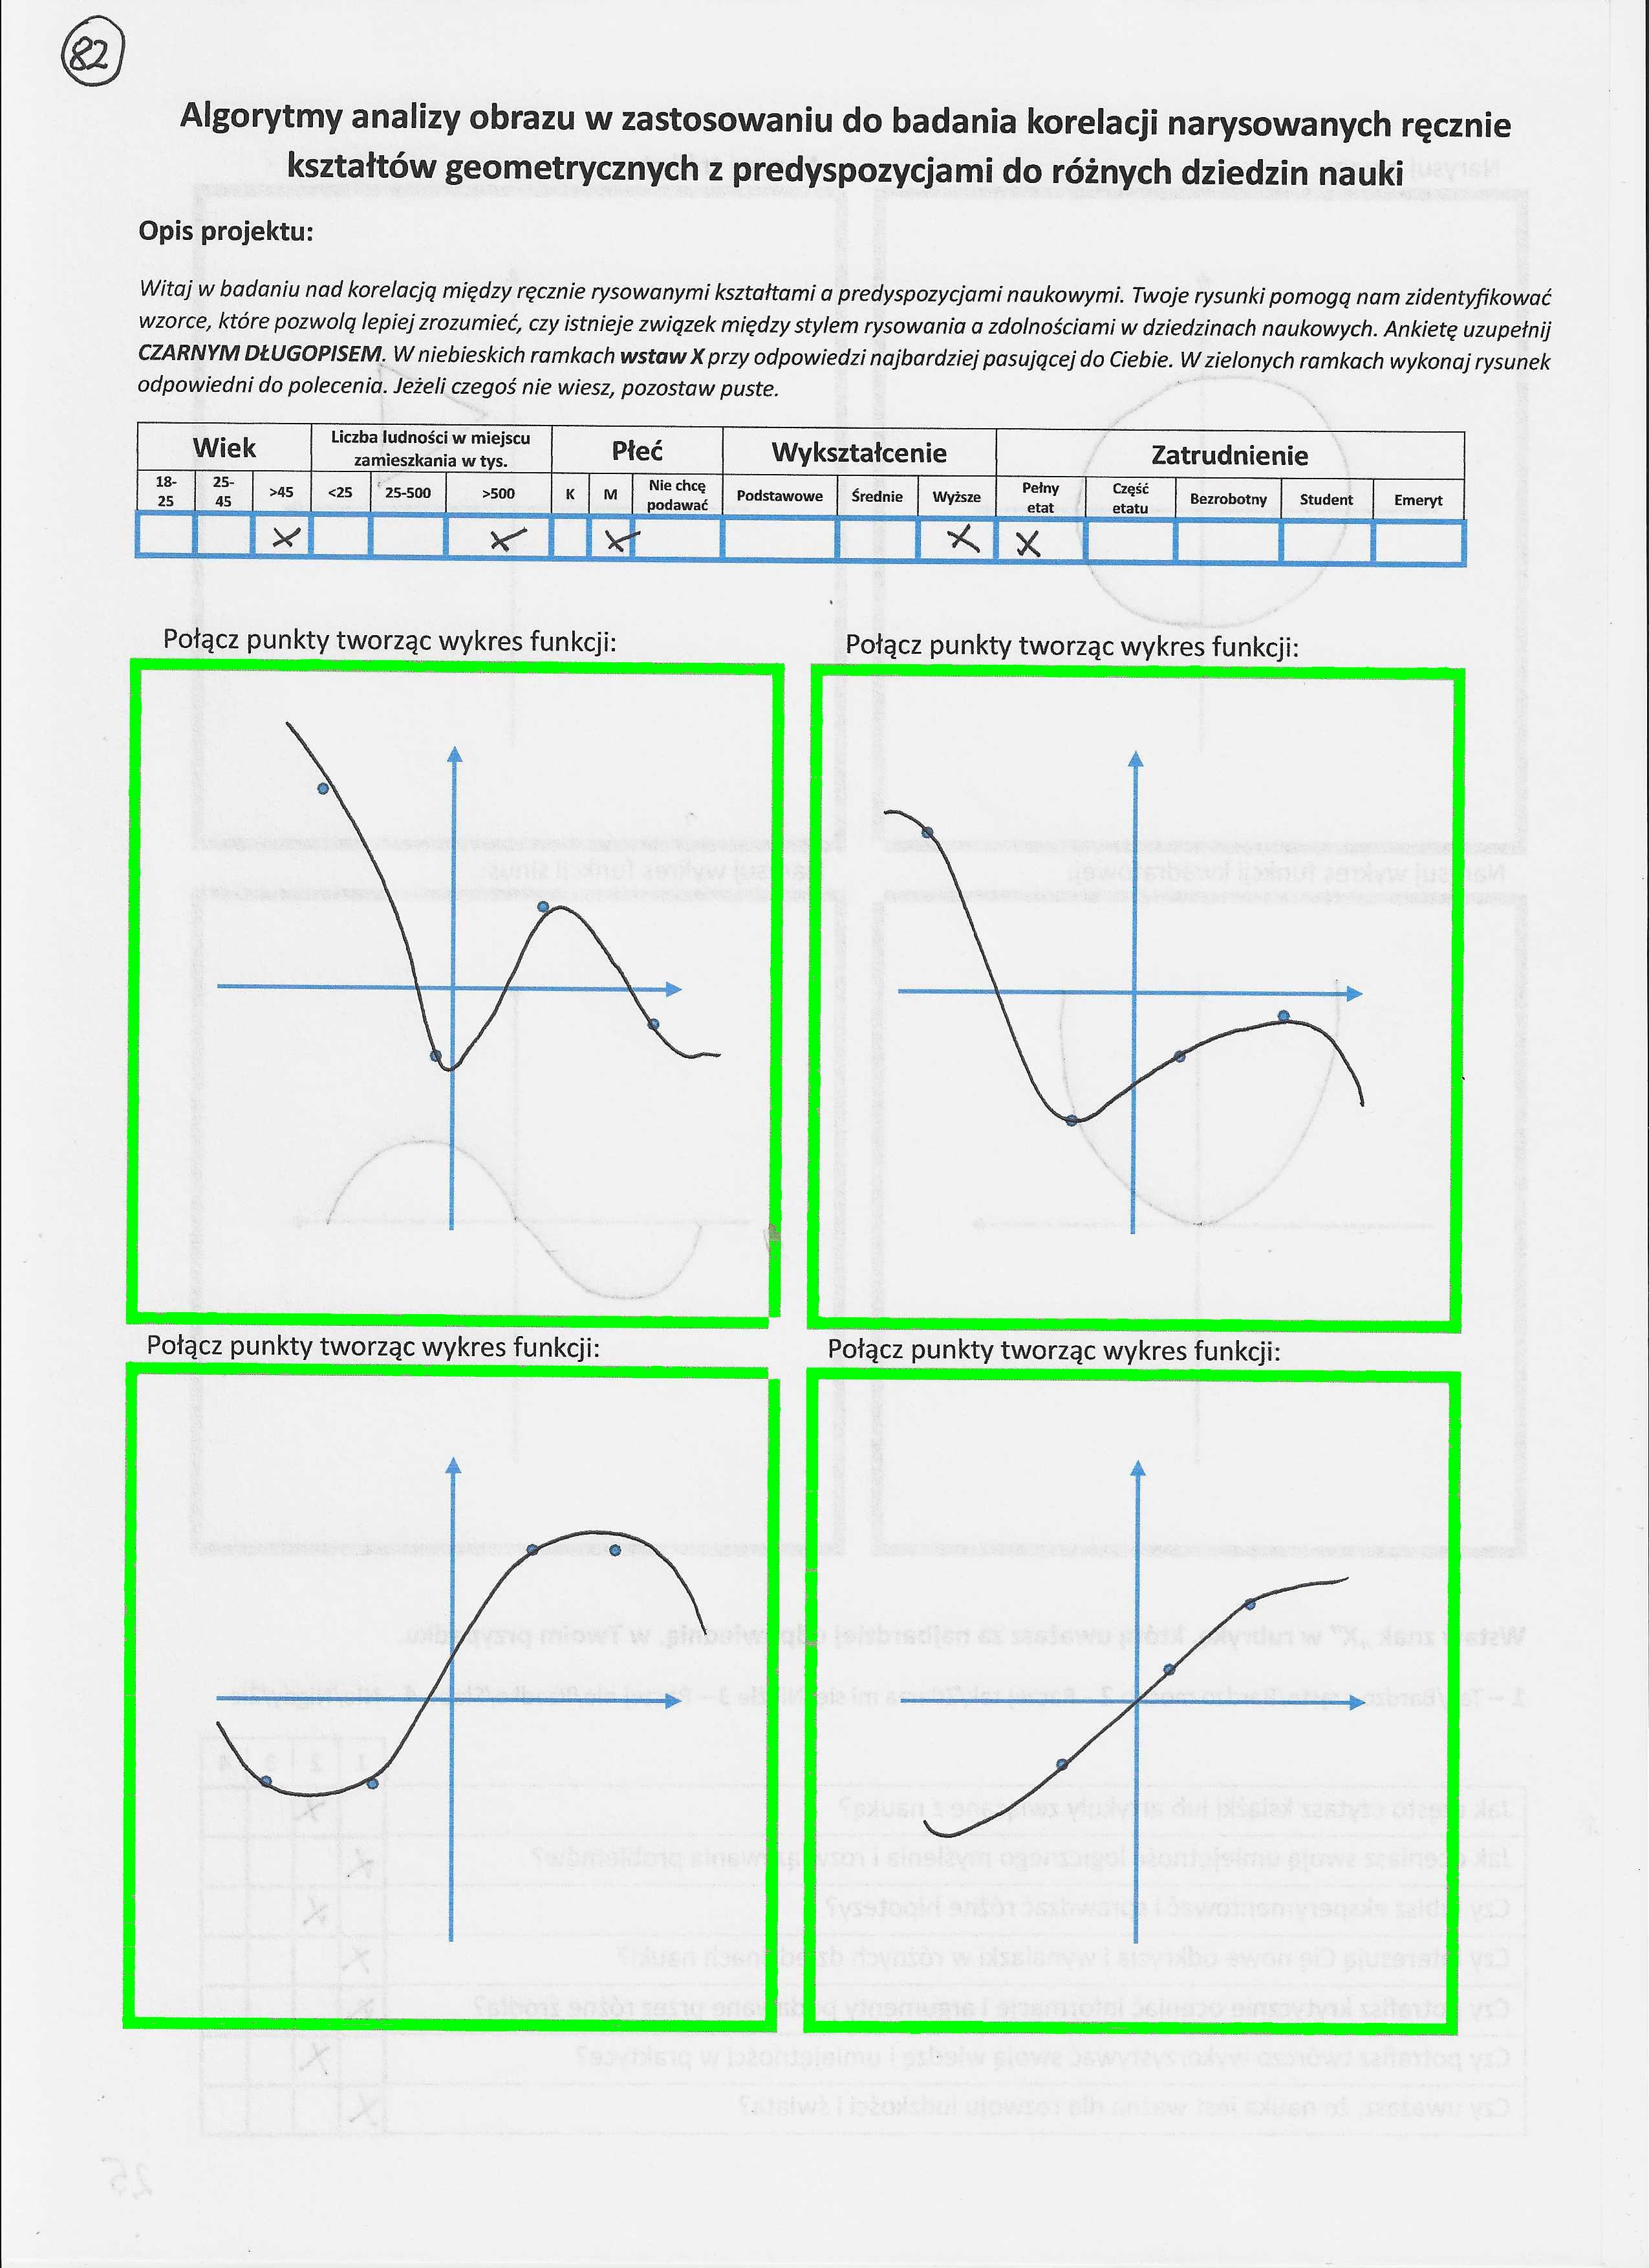 82
Algorytmy analizy obrazu w zastosowaniu do badania korelacji narysowanych ręcznie
kształtów geometrycznych z predyspozycjami do różnych dziedzin nauki
Opis projektu:
Witaj w badaniu nad korelacją między ręcznie rysowanymi kształtami a predyspozycjami naukowymi. Twoje rysunki pomogą nam zidentyfikować
wzorce, które pozwolą lepiej zrozumieć, czy istnieje związek między stylem rysowania a zdolnościami w dziedzinach naukowych. Ankietę uzupełnij
CZARNYM DŁUGOPISEM. W niebieskich ramkach wstaw X przy odpowiedzi najbardziej pasującej do Ciebie. W zielonych ramkach wykonaj rysunek
odpowiedni do polecenia. Jeżeli czegoś nie wiesz, pozostaw puste.
Wiek Liczba ludności w miejscu zamieszkania w tys. Płeć Wykształcenie Zatrudnienie
18-25 25-45 >45 <25 25-500 >500 K M Nie chcę podawać Podstawowe Średnie Wyższe Pełny etat Część etatu Bezrobotny Student Emeryt
X X X X X
Połącz punkty tworząc wykres funkcji: Połącz punkty tworząc wykres funkcji:
Połącz punkty tworząc wykres funkcji: Połącz punkty tworząc wykres funkcji: